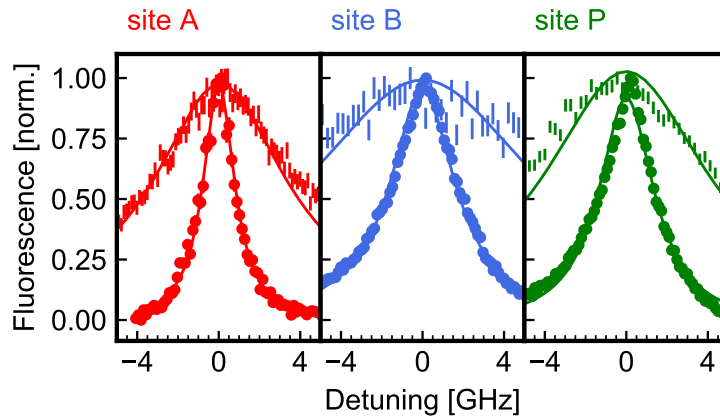 site A
site B
site P
Fluorescence [norm.]
1.00
0.75
0.50
0.25
0.00
−4 0 4
−4 0 4
−4 0 4
Detuning [GHz]